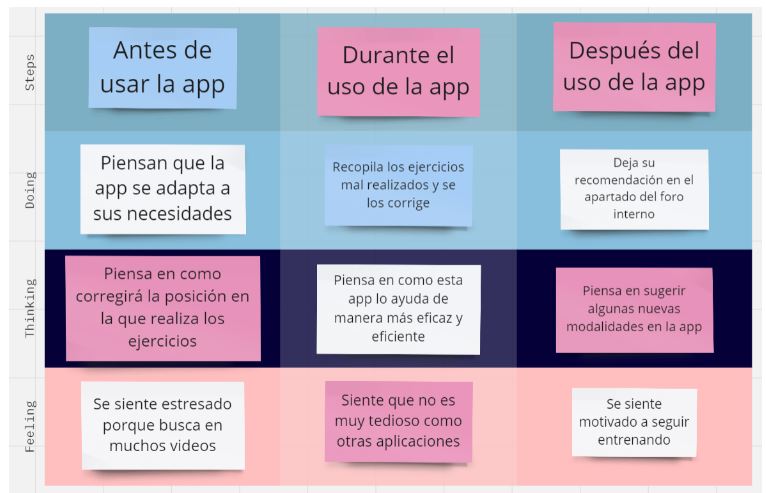 Steps
Antes de
usar la app
Durante el
uso de la app
Después del
uso de la app
Doing
Piensan que la
app se adapta a
sus necesidades
Recopila los ejercicios
mal realizados y se
los corrige
Deja su
recomendación en el
apartado del foro
interno
Thinking
Piensa en como
corregirá la posición en
la que realiza los
ejercicios
Piensa en como esta
app lo ayuda de
manera más eficaz y
eficiente
Piensa en sugerir
algunas nuevas
modalidades en la app
Feeling
Se siente estresado
porque busca en
muchos videos
Siente que no es
muy tedioso como
otras aplicaciones
Se siente
motivado a seguir
entrenando